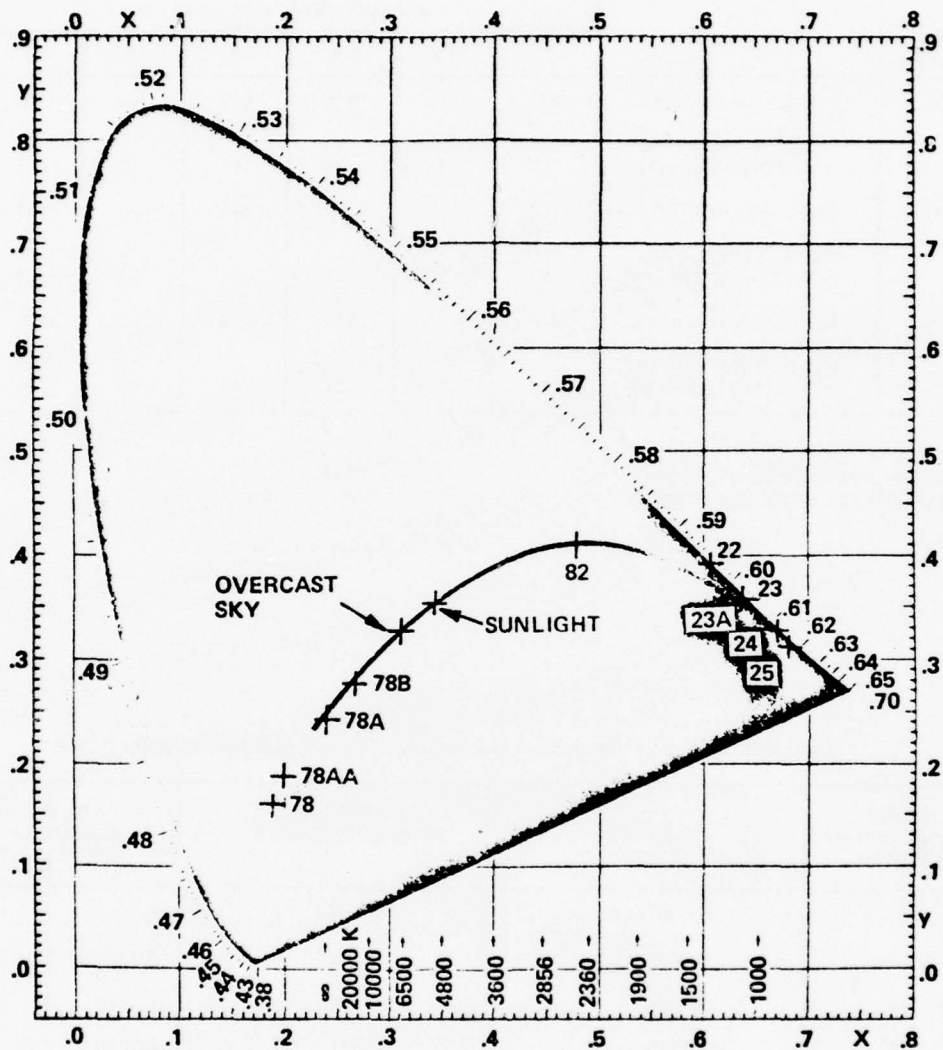 .0 X .1 .2 .3 .4 .5 .6 .7 .8
.9 .9
y
.52
.53
.8 .8
.54
.51
.55
.7 .7
.56
.6 .6
.57
.50
.58
.5 .5
.59
22
.4 .4
82 .60
23
OVERCAST
SKY
23A .61
SUNLIGHT
.62
24 .63
.3 .3
.49 .64
78B 25 .65
.70
78A
.2 .2
78AA
78
.48
.1 .1
.47 y
.46
.45
.44
.43
.38
.0 ∞ 20000 K 10000 6500 4800 3600 2856 2360 1900 1500 1000 .0
.0 .1 .2 .3 .4 .5 .6 .7 X .8